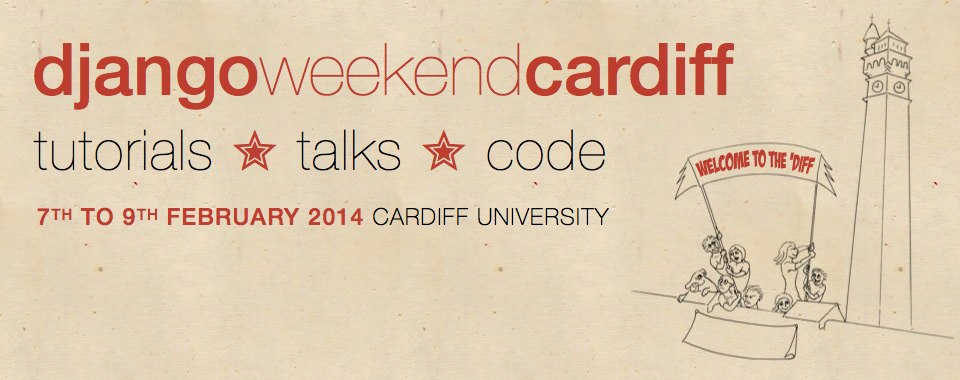 djangoweekendcardiff
tutorials ★ talks ★ code
7TH TO 9TH FEBRUARY 2014 CARDIFF UNIVERSITY
WELCOME TO THE 'DIFF